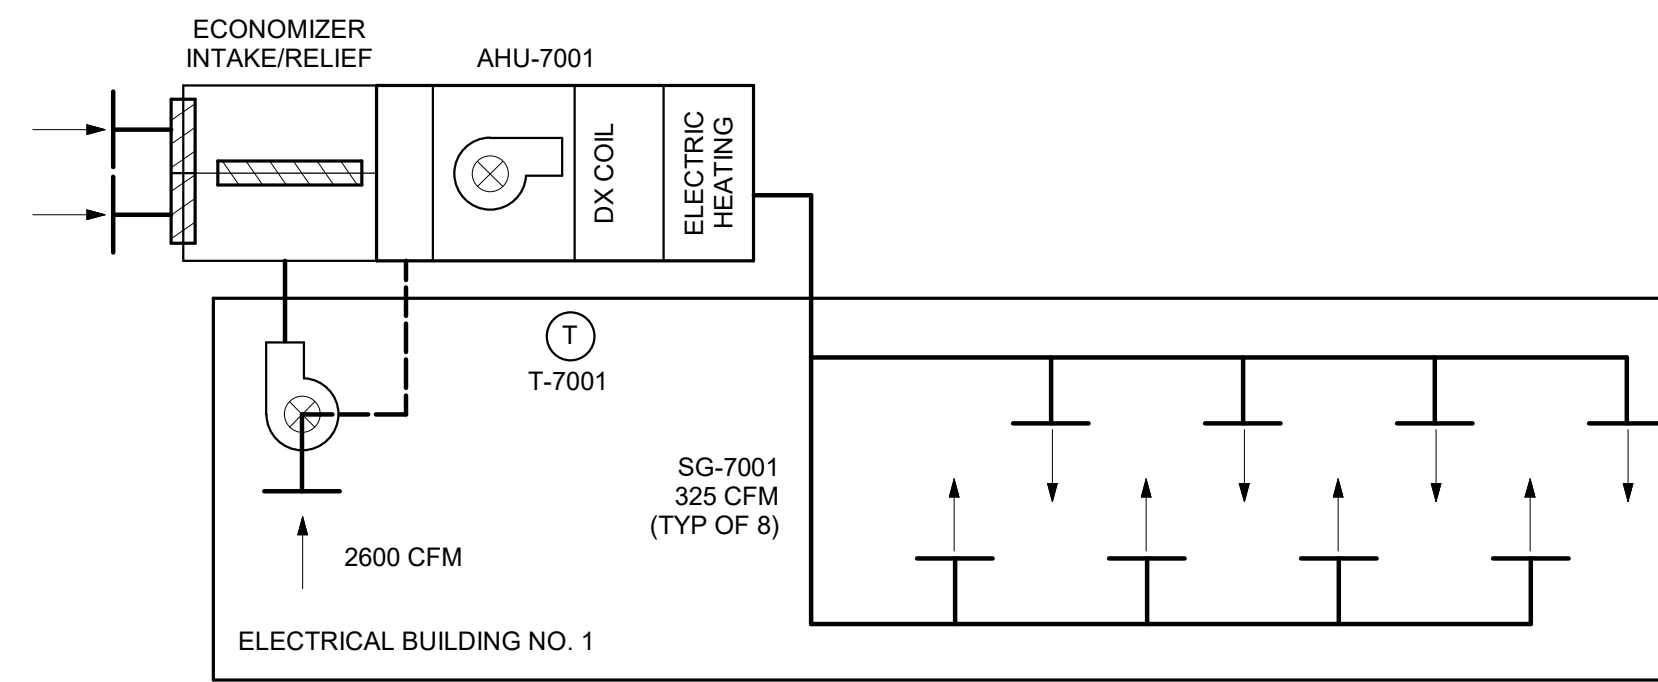 ECONOMIZER
INTAKE/RELIEF
AHU-7001
DX COIL
ELECTRIC
HEATING
T
T-7001
SG-7001
325 CFM
(TYP OF 8)
2600 CFM
ELECTRICAL BUILDING NO. 1